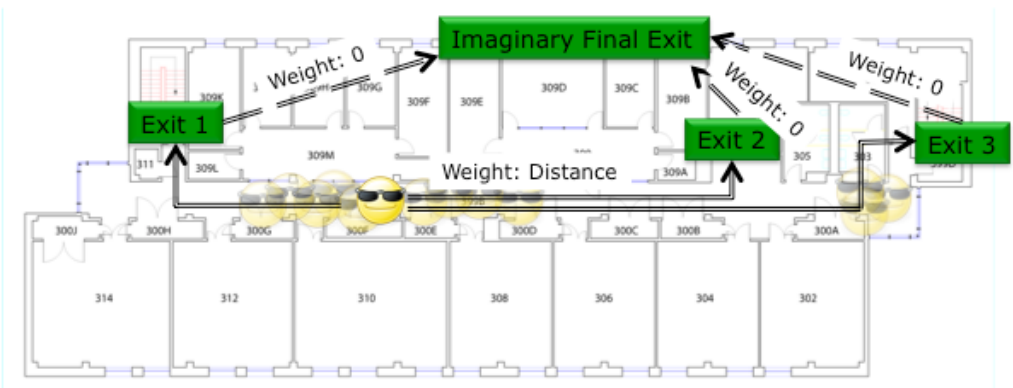 Imaginary Final Exit
Weight: 0
Weight: 0
Weight: 0
309K
309G
309F
309E
309D
309C
309B
Exit 1
Exit 2
Exit 3
311
309L
309M
309A
305
Weight: Distance
300J
300H
300G
300F
300E
300D
300C
300B
300A
314
312
310
308
306
304
302